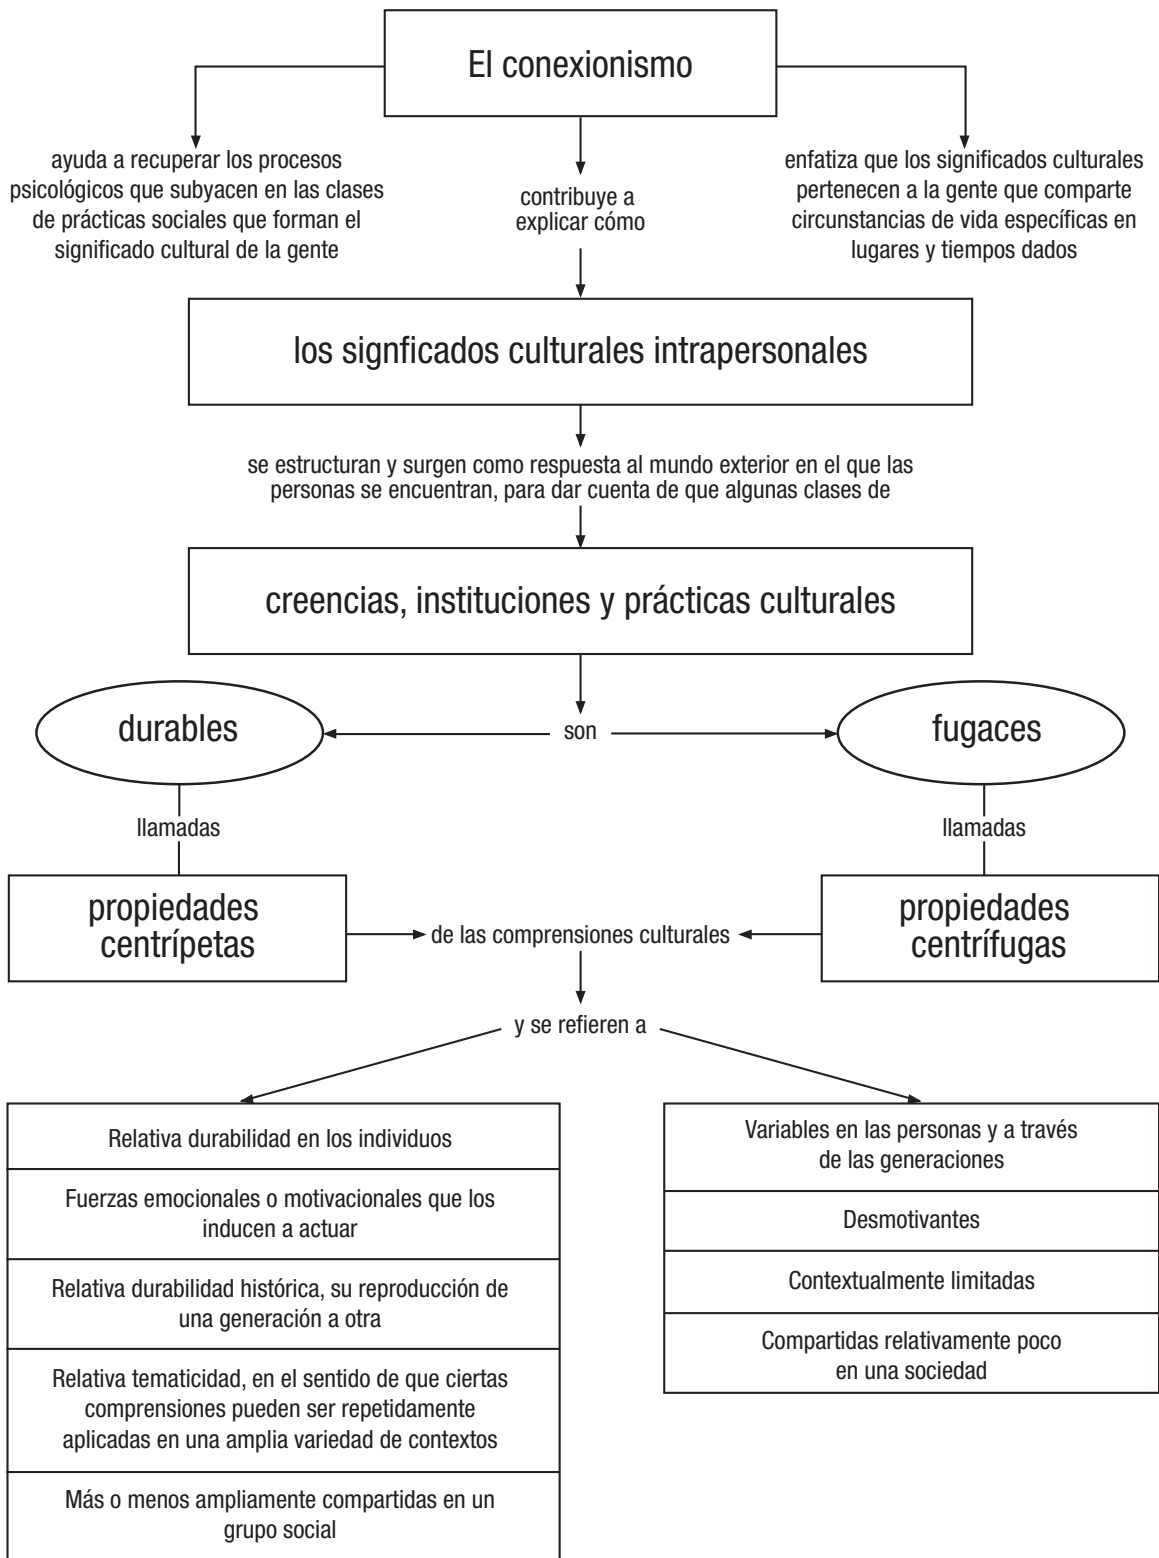 El conexionismo
ayuda a recuperar los procesos
psicológicos que subyacen en las clases
de prácticas sociales que forman el
significado cultural de la gente
contribuye a
explicar cómo
enfatiza que los significados culturales
pertenecen a la gente que comparte
circunstancias de vida específicas en
lugares y tiempos dados
los signficados culturales intrapersonales
se estructuran y surgen como respuesta al mundo exterior en el que las
personas se encuentran, para dar cuenta de que algunas clases de
creencias, instituciones y prácticas culturales
durables
son
fugaces
llamadas
llamadas
propiedades
centrípetas
de las comprensiones culturales
propiedades
centrífugas
y se refieren a
Relativa durabilidad en los individuos
Fuerzas emocionales o motivacionales que los
inducen a actuar
Relativa durabilidad histórica, su reproducción de
una generación a otra
Relativa tematicidad, en el sentido de que ciertas
comprensiones pueden ser repetidamente
aplicadas en una amplia variedad de contextos
Más o menos ampliamente compartidas en un
grupo social
Variables en las personas y a través
de las generaciones
Desmotivantes
Contextualmente limitadas
Compartidas relativamente poco
en una sociedad